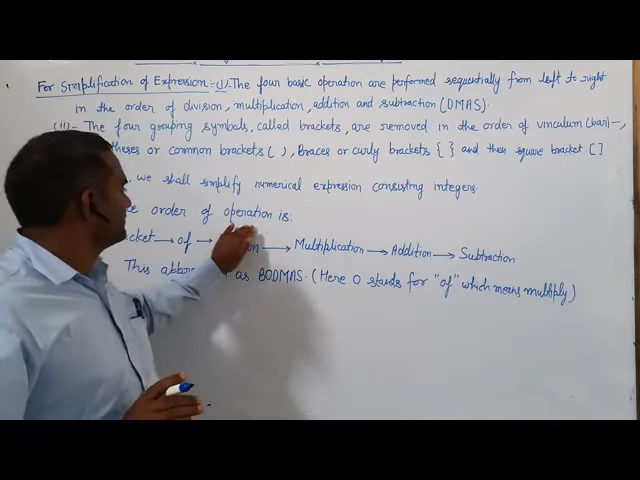 For Simplification of Expression :- (i). The four basic operation are performed sequentially from left to right
in the order of division, multiplication, addition and subtraction (DMAS).
(ii) - The four grouping symbols, called brackets, are removed in the order of vinculum (bar) —,
theses or common brackets ( ), Braces or curly brackets { } and then square bracket [ ]
, we shall simplify numerical expression consisting integers.
order of operation is:
cket → of → on → Multiplication → Addition → Subtraction
This as BODMAS. (Here O stands for "of" which means multiply)